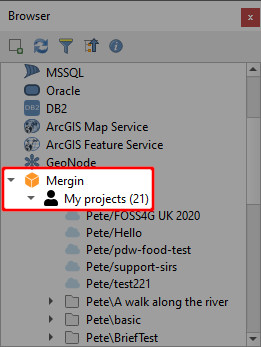 Browser
MSSQL
Oracle
DB2
ArcGIS Map Service
ArcGIS Feature Service
GeoNode
Mergin
My projects (21)
Pete/FOSS4G UK 2020
Pete/Hello
Pete/pdw-food-test
Pete/support-sirs
Pete/test221
Pete\A walk along the river
Pete\basic
Pete\BriefTest